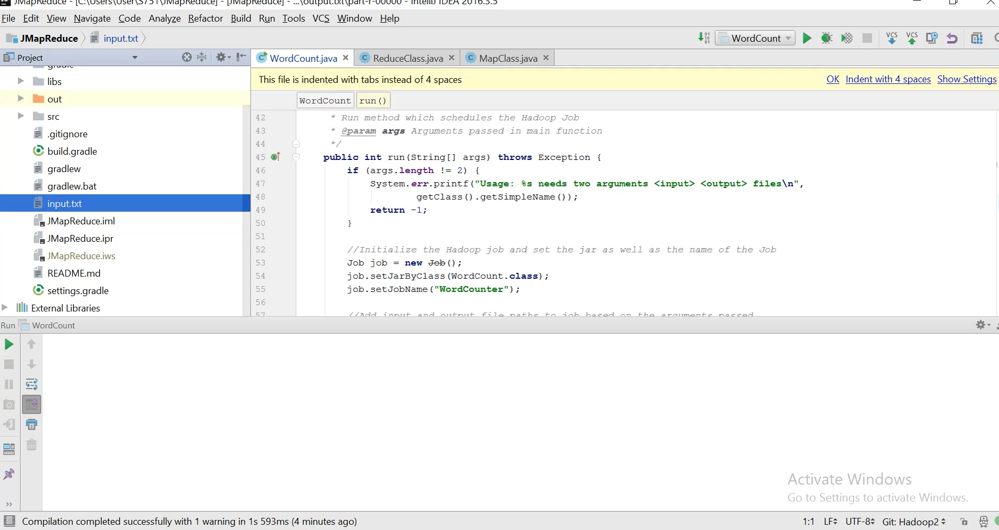 JMapReduce - [C:\Users\User\S751\JMapReduce] - [JMapReduce] - ...\output.txt\part-r-00000 - IntelliJ IDEA 2016.3.5
File Edit View Navigate Code Analyze Refactor Build Run Tools VCS Window Help
JMapReduce input.txt WordCount VCS VCS
Project
WordCount.java ReduceClass.java MapClass.java
gradle
libs
out
src
.gitignore
build.gradle
gradlew
gradlew.bat
input.txt
JMapReduce.iml
JMapReduce.ipr
JMapReduce.iws
README.md
settings.gradle
External Libraries
This file is indented with tabs instead of 4 spaces OK Indent with 4 spaces Show Settings
WordCount run()
42 * Run method which schedules the Hadoop Job
43 * @param args Arguments passed in main function
44 */
45 public int run(String[] args) throws Exception {
46 if (args.length != 2) {
47 System.err.printf("Usage: %s needs two arguments <input> <output> files\n",
48 getClass().getSimpleName());
49 return -1;
50 }
51
52 //Initialize the Hadoop job and set the jar as well as the name of the Job
53 Job job = new Job();
54 job.setJarByClass(WordCount.class);
55 job.setJobName("WordCounter");
56
57 //Add input and output file paths to job based on the arguments passed
Run WordCount
Activate Windows
Go to Settings to activate Windows.
Compilation completed successfully with 1 warning in 1s 593ms (4 minutes ago) 1:1 LF UTF-8 Git: Hadoop2